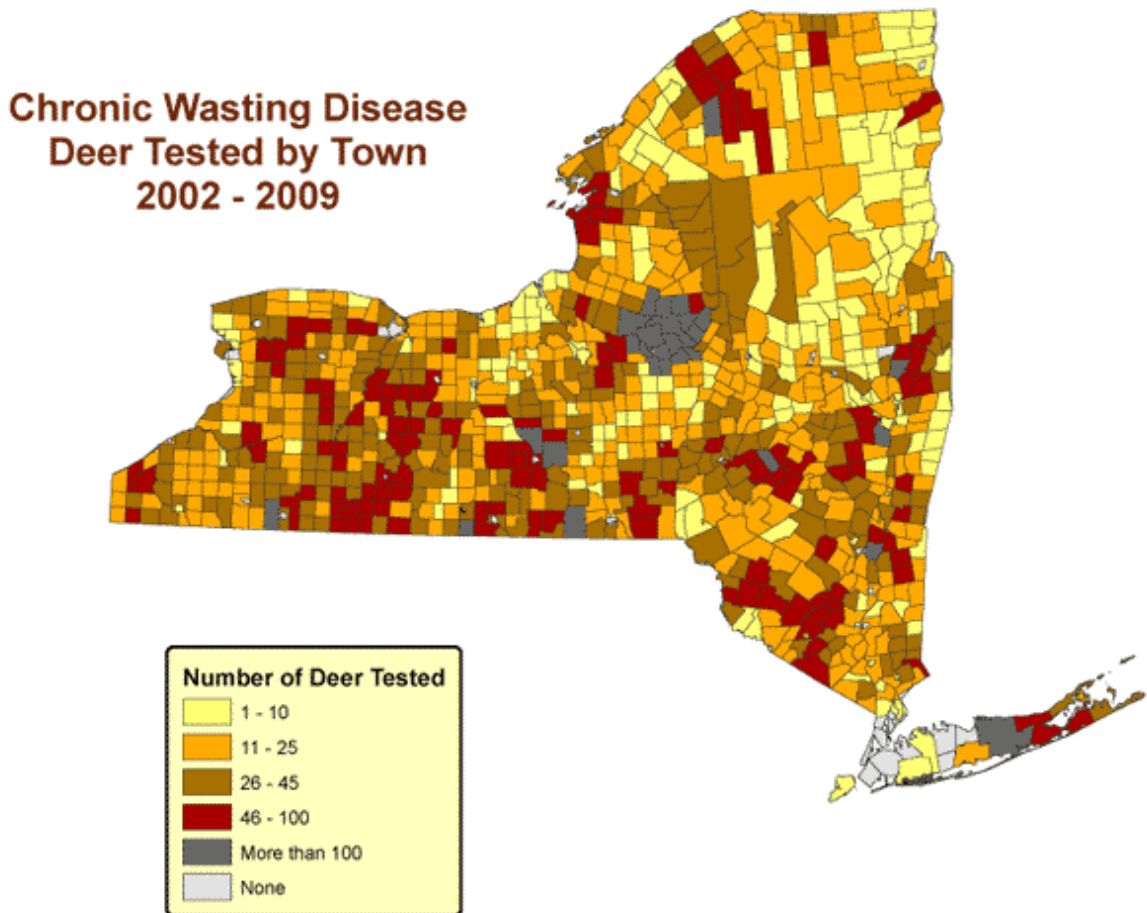 Chronic Wasting Disease
Deer Tested by Town
2002 - 2009
Number of Deer Tested
1 - 10
11 - 25
26 - 45
46 - 100
More than 100
None